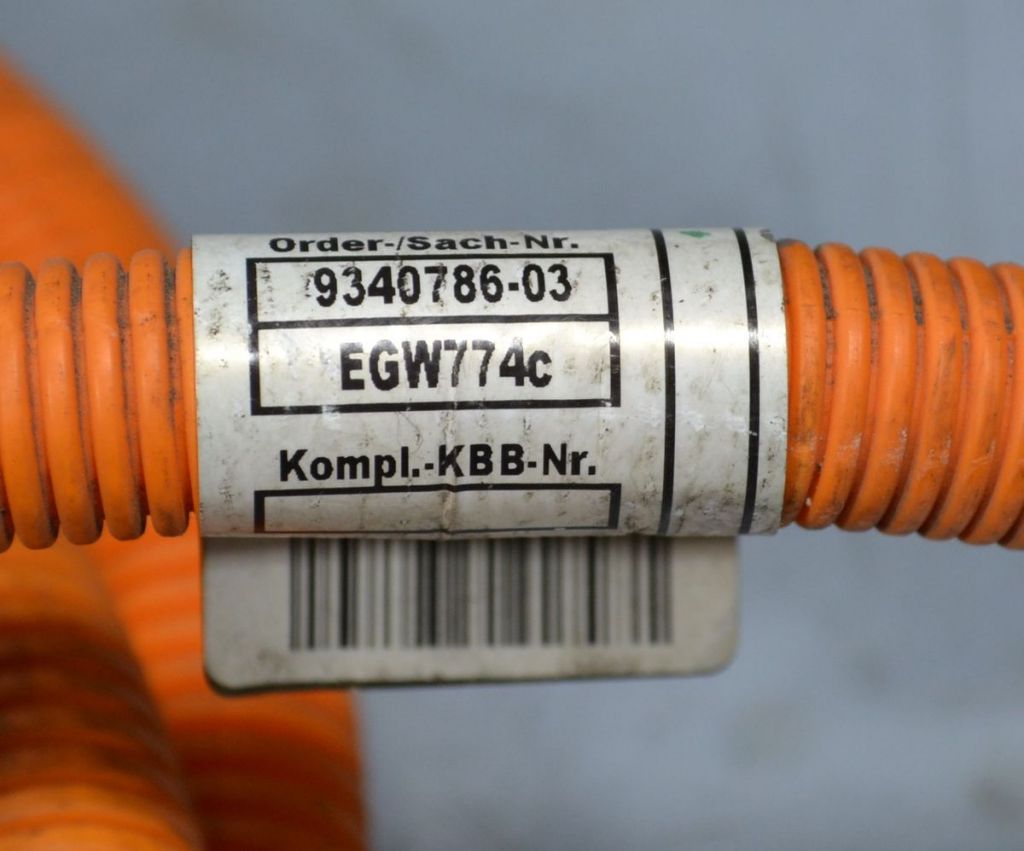 Order-/Sach-Nr.
9340786-03
EGW774c
Kompl.-KBB-Nr.